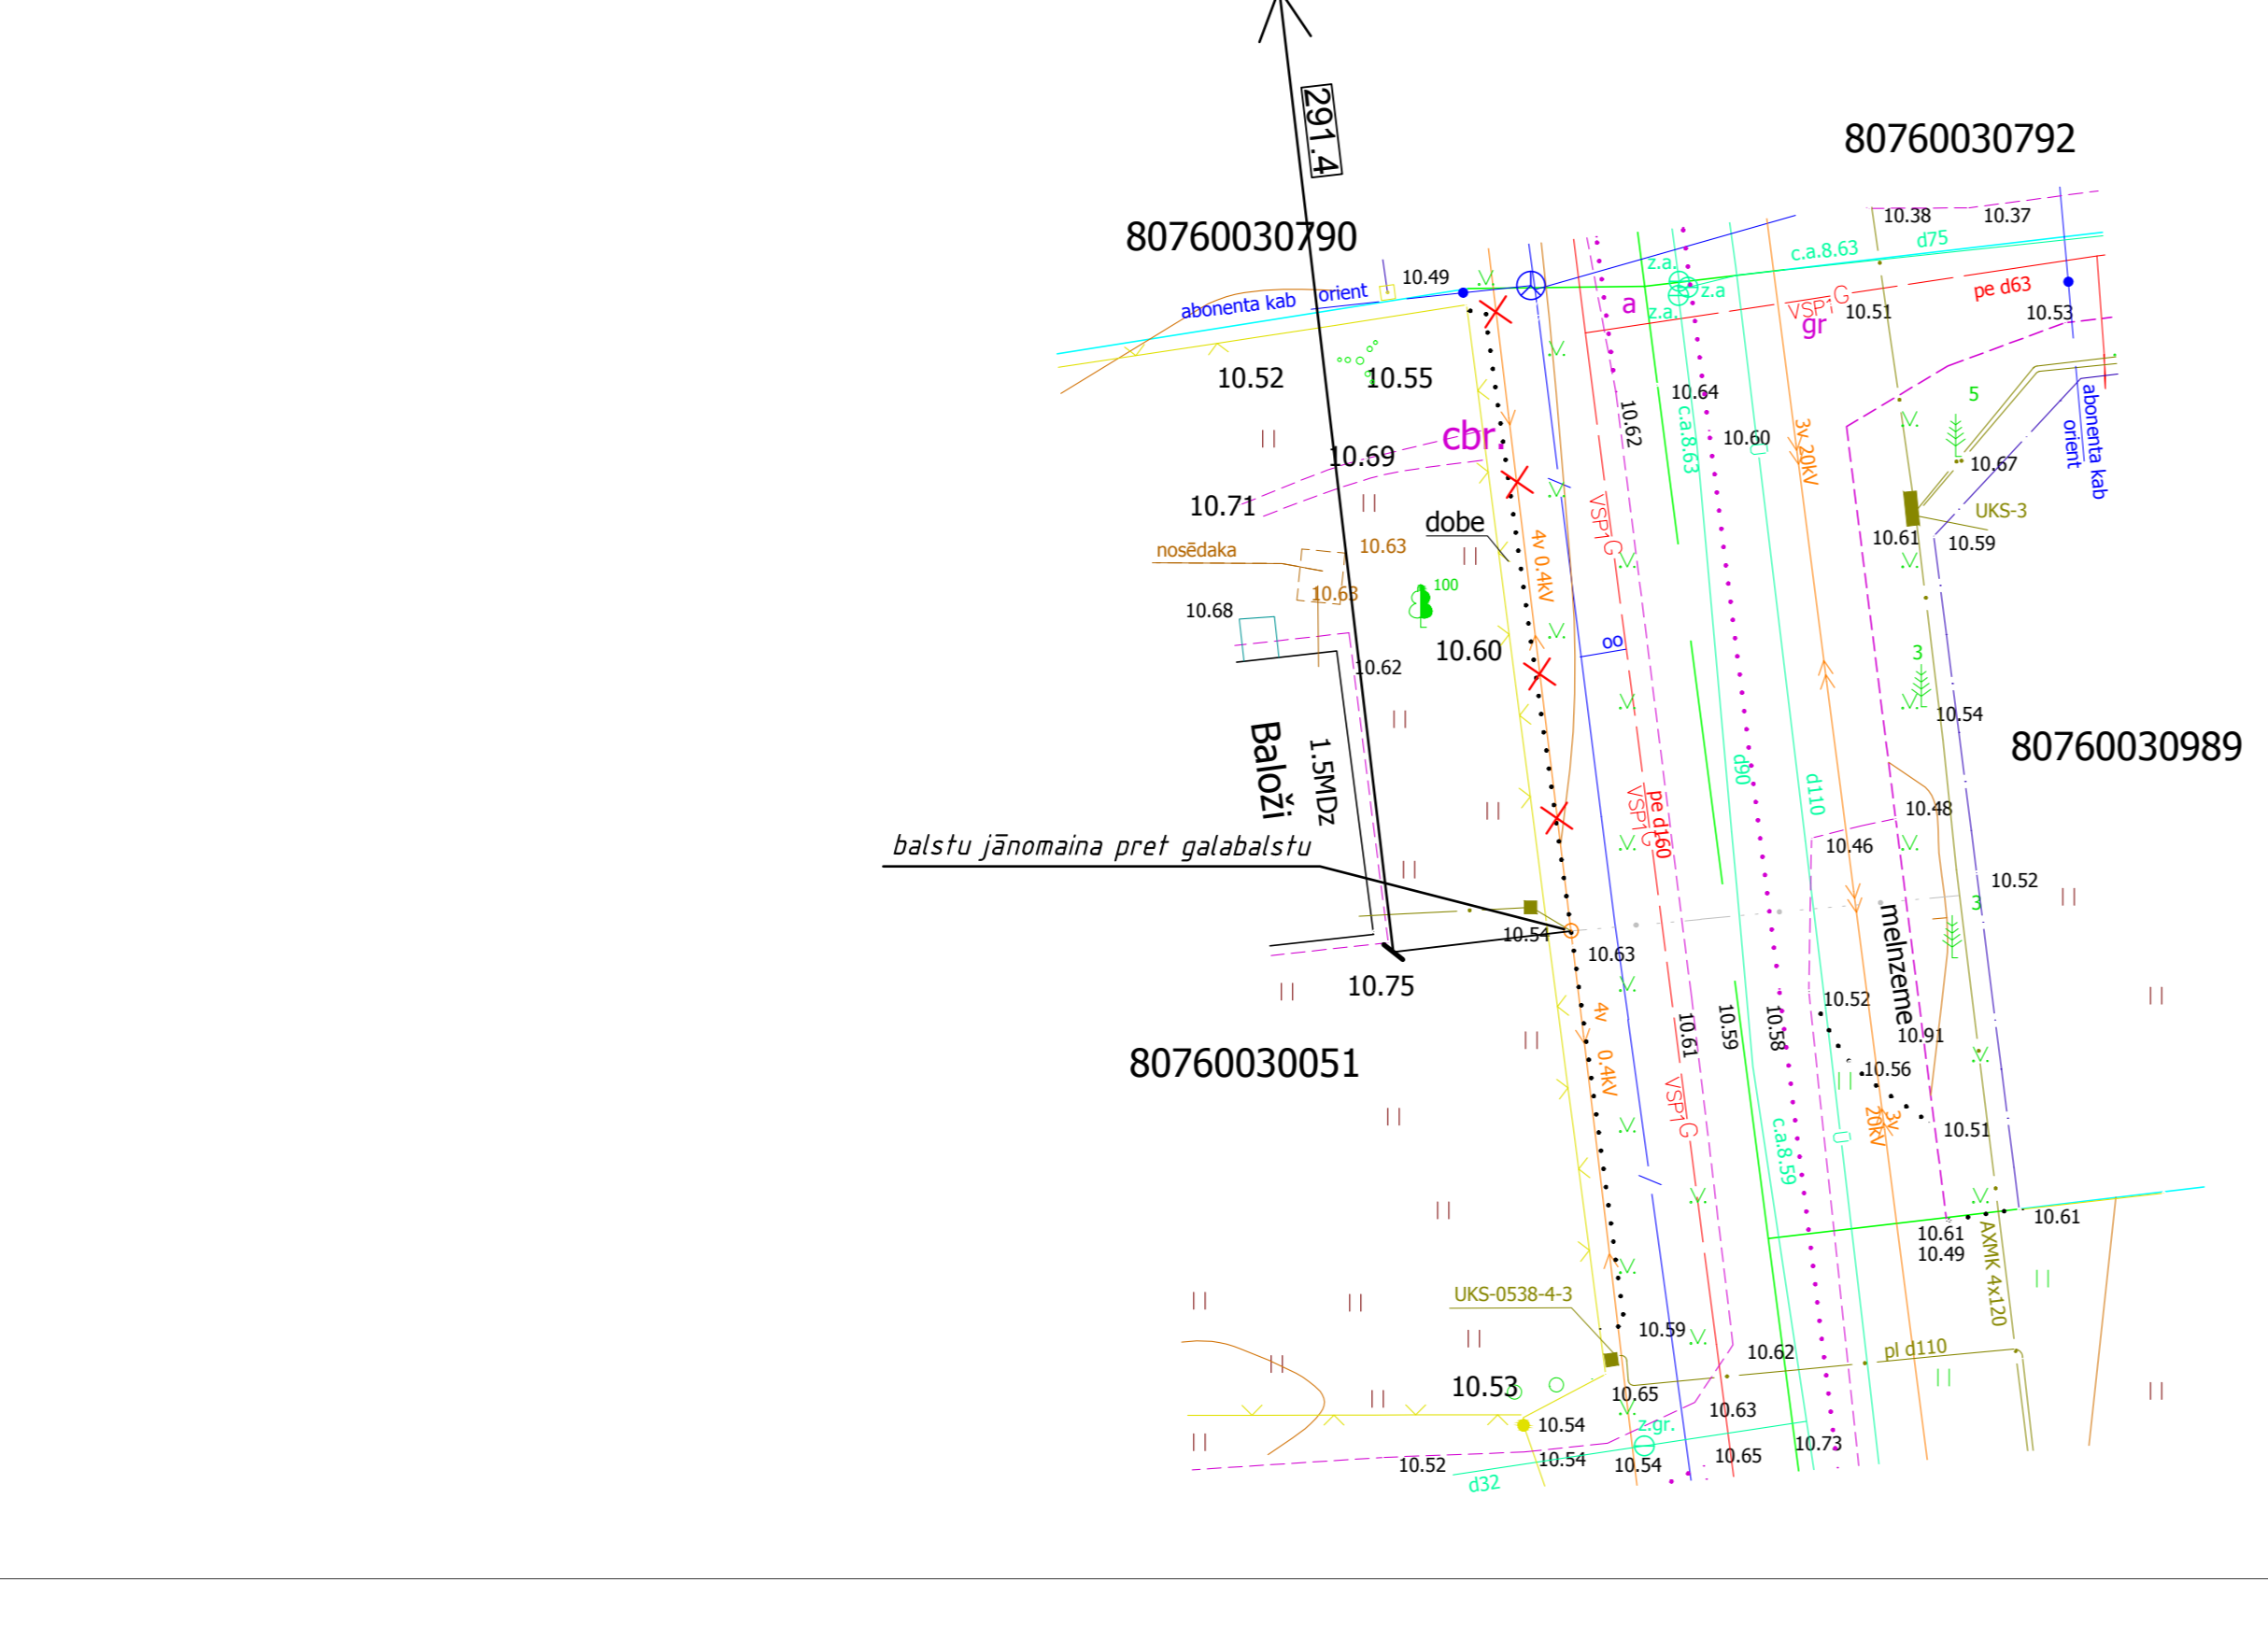 291.4
80760030792
80760030790
10.38
10.37
10.49
c.a.8.63
d75
z.a.
z.a
z.a.
abonenta kab
orient
a
VSP1
G
pe d63
gr
10.51
10.53
10.52
10.55
10.64
10.62
c.a.8.63
10.60
3v 20kV
5
abonenta kab
orient
cbr.
10.69
10.67
10.71
VSP1
G
UKS-3
dobe
10.61
10.59
nosēdaka
10.63
4v 0.4kV
10.63
100
10.68
10.60
oo
3
10.62
10.54
80760030989
Baloži
1.5MDz
d90
d110
pe d160
VSP1
G
10.48
balstu jānomaina pret galabalstu
10.46
10.52
3
10.54
10.63
melnzeme
10.75
10.52
4v
0.4kV
10.61
10.59
10.58
10.91
80760030051
10.56
VSP1
G
3v
20kV
c.a.8.59
10.51
10.61
10.61
10.49
AXMK 4x120
UKS-0538-4-3
10.59
10.62
pl d110
10.53
10.65
10.63
10.54
z.gr.
10.73
10.52
10.54
10.54
10.65
d32